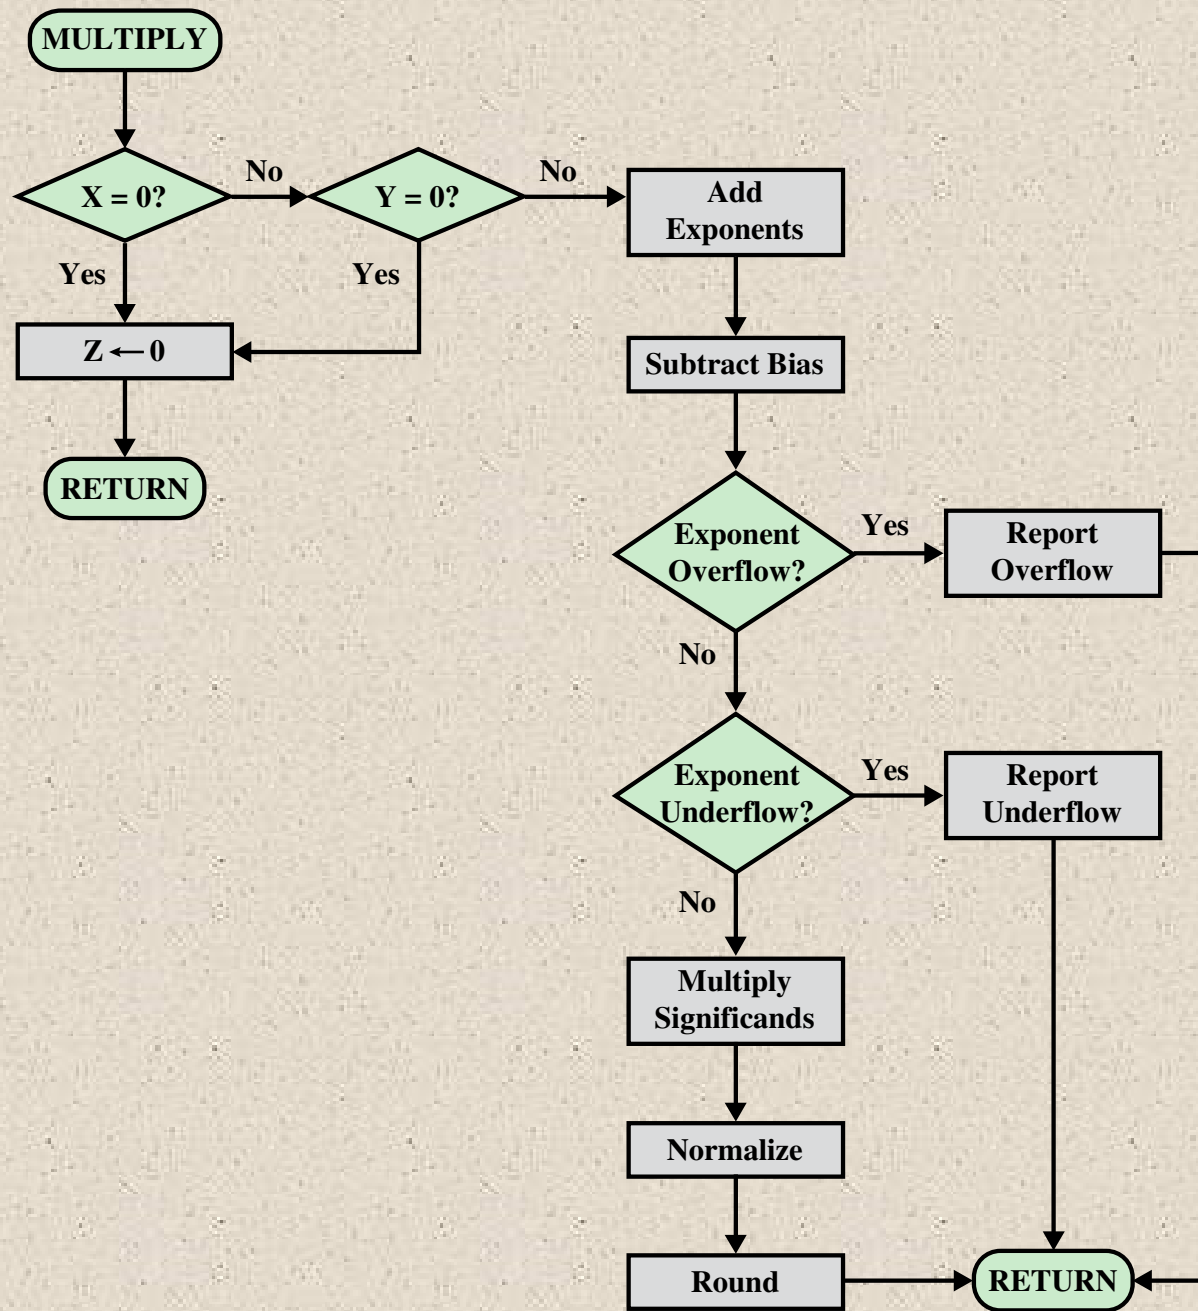 MULTIPLY
X = 0?
No
Y = 0?
No
Add
Exponents
Yes
Yes
Z ← 0
RETURN
Subtract Bias
Exponent
Overflow?
Yes
Report
Overflow
No
Exponent
Underflow?
Yes
Report
Underflow
No
Multiply
Significands
Normalize
Round
RETURN